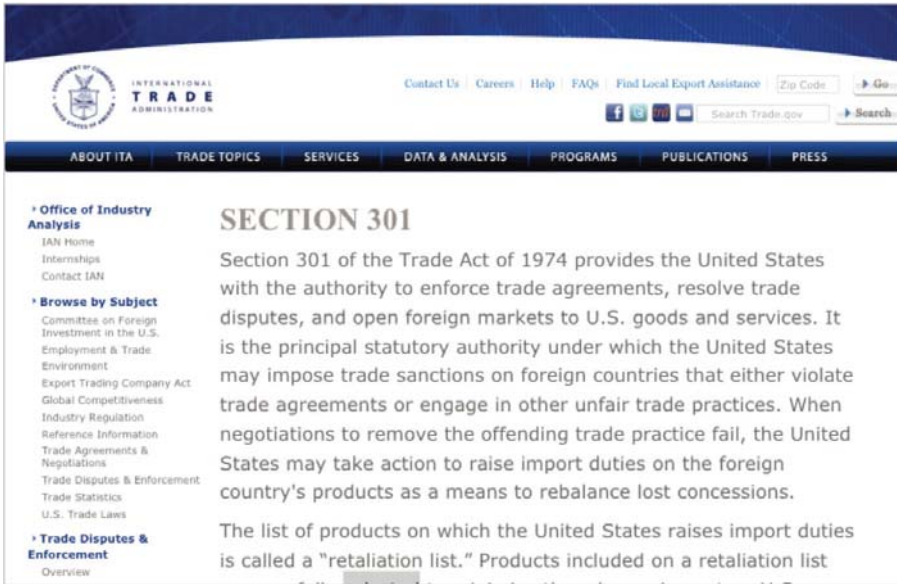 INTERNATIONAL
TRADE
ADMINISTRATION
Contact Us | Careers | Help | FAQs | Find Local Export Assistance
Zip Code
Go
Search Trade.gov
Search
ABOUT ITA
TRADE TOPICS
SERVICES
DATA & ANALYSIS
PROGRAMS
PUBLICATIONS
PRESS
Office of Industry
Analysis
IAN Home
Internships
Contact IAN
Browse by Subject
Committee on Foreign
Investment in the U.S.
Employment & Trade
Environment
Export Trading Company Act
Global Competitiveness
Industry Regulation
Reference Information
Trade Agreements &
Negotiations
Trade Disputes & Enforcement
Trade Statistics
U.S. Trade Laws
Trade Disputes &
Enforcement
Overview
SECTION 301
Section 301 of the Trade Act of 1974 provides the United States
with the authority to enforce trade agreements, resolve trade
disputes, and open foreign markets to U.S. goods and services. It
is the principal statutory authority under which the United States
may impose trade sanctions on foreign countries that either violate
trade agreements or engage in other unfair trade practices. When
negotiations to remove the offending trade practice fail, the United
States may take action to raise import duties on the foreign
country's products as a means to rebalance lost concessions.
The list of products on which the United States raises import duties
is called a “retaliation list.” Products included on a retaliation list